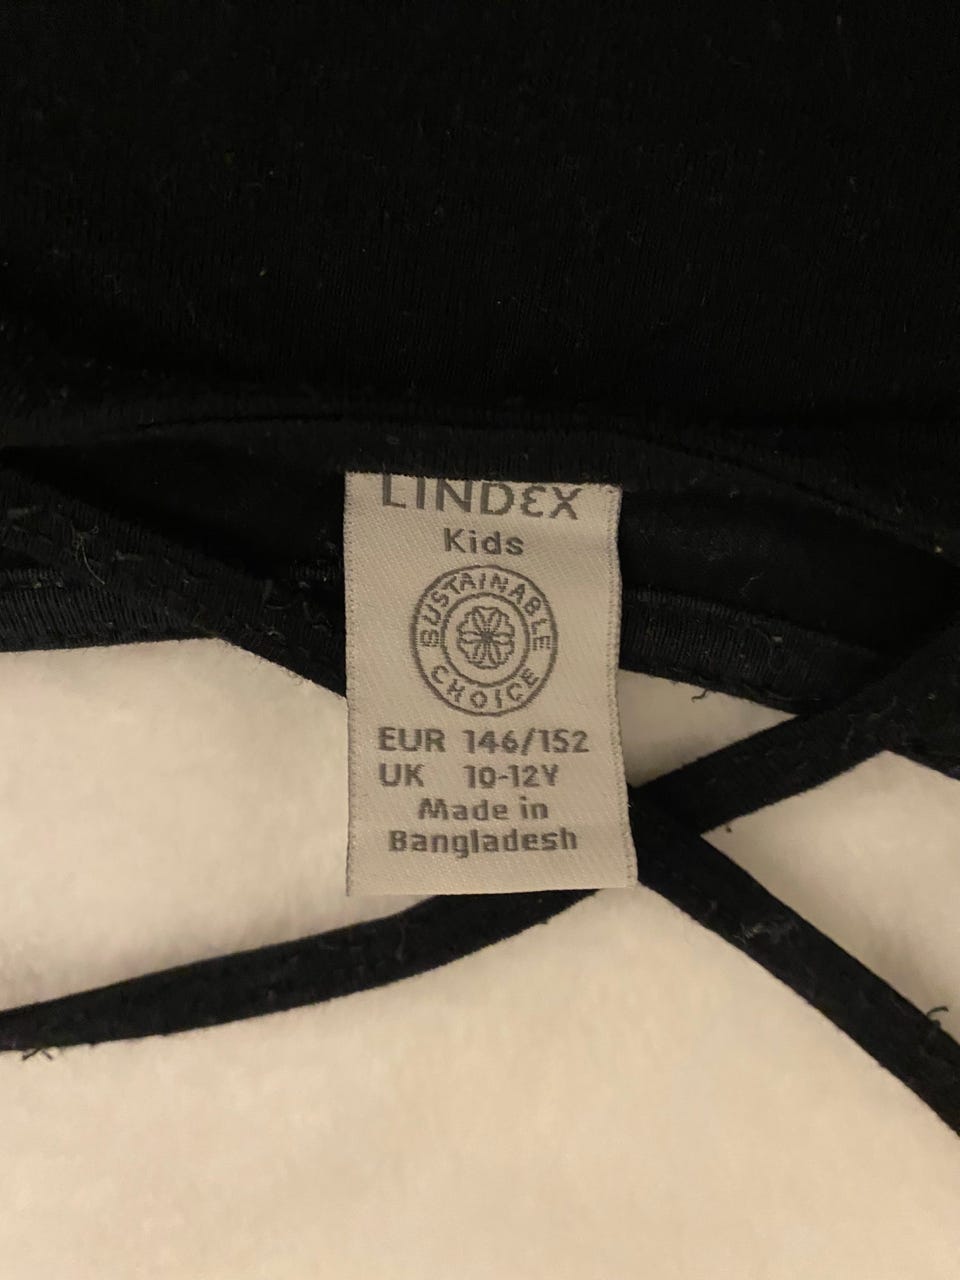 LINDEX
Kids
SUSTAINABLE
CHOICE
EUR 146/152
UK 10-12Y
Made in
Bangladesh